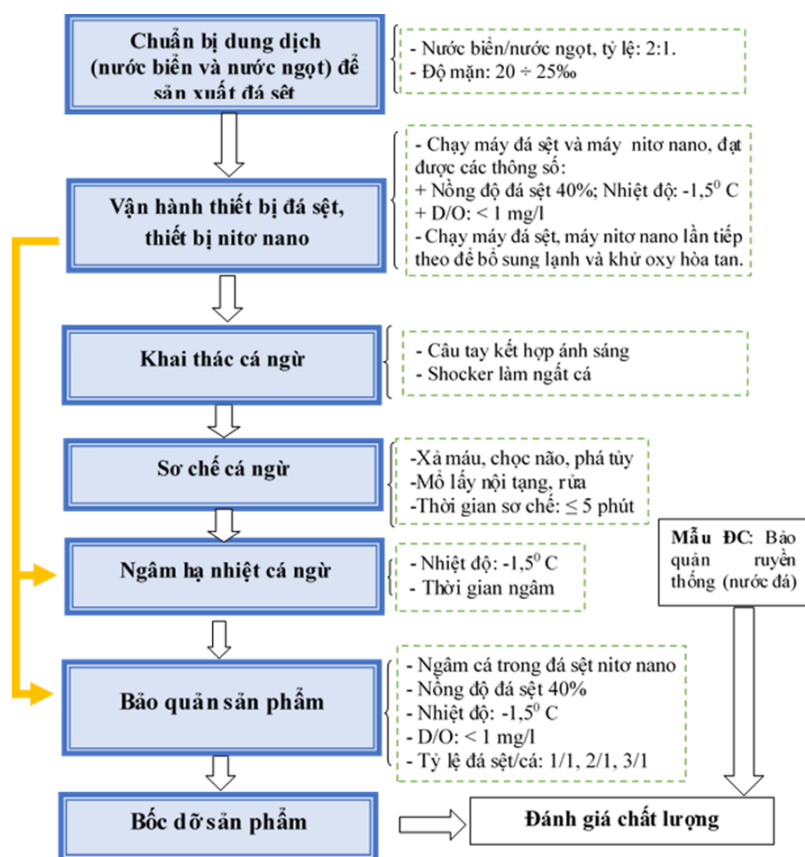 Chuẩn bị dung dịch
(nước biển và nước ngọt) để
sản xuất đá sệt
- Nước biển/nước ngọt, tỷ lệ: 2:1.
- Độ mặn: 20 ÷ 25‰
Vận hành thiết bị đá sệt,
thiết bị nitơ nano
- Chạy máy đá sệt và máy nitơ nano, đạt
được các thông số:
+ Nồng độ đá sệt 40%; Nhiệt độ: -1,5⁰ C
+ D/O: < 1 mg/l
-Chạy máy đá sệt, máy nitơ nano lần tiếp
theo để bổ sung lạnh và khử oxy hòa tan.
Khai thác cá ngừ
- Câu tay kết hợp ánh sáng
- Shocker làm ngất cá
Sơ chế cá ngừ
-Xả máu, chọc não, phá tủy
-Mổ lấy nội tạng, rửa
-Thời gian sơ chế: ≤ 5 phút
Mẫu ĐC: Bảo
quản ruyền
thống (nước đá)
Ngâm hạ nhiệt cá ngừ
- Nhiệt độ: -1,5⁰ C
- Thời gian ngâm
Bảo quản sản phẩm
- Ngâm cá trong đá sệt nitơ nano
- Nồng độ đá sệt 40%
- Nhiệt độ: -1,5⁰ C
- D/O: < 1 mg/l
- Tỷ lệ đá sệt/cá: 1/1, 2/1, 3/1
Bốc dỡ sản phẩm
Đánh giá chất lượng